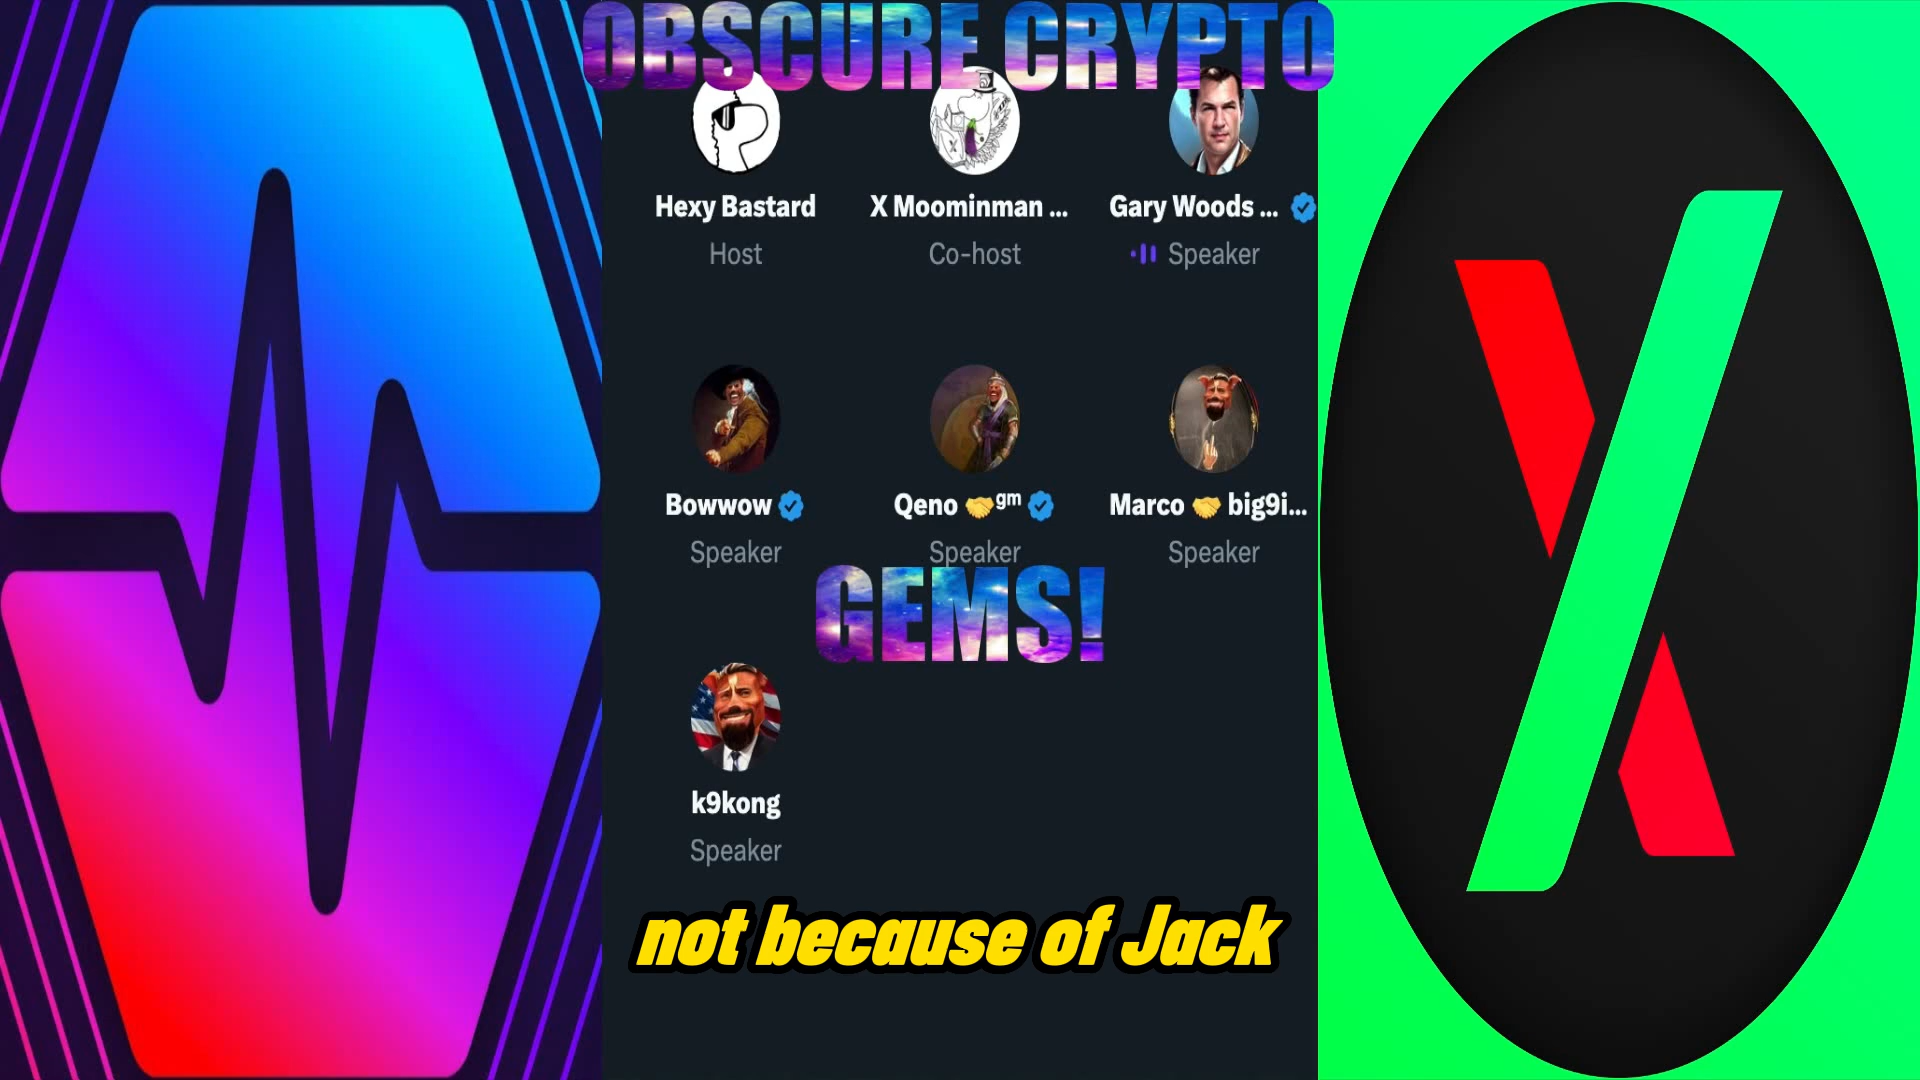 OBSCURE CRYPTO
Hexy Bastard
X Moominman ...
Gary Woods ...
Host
Co-host
Speaker
Bowwow
Qeno 🤝gm
Marco 🤝 big9i...
Speaker
Speaker
Speaker
GEMS!
k9kong
Speaker
not because of Jack